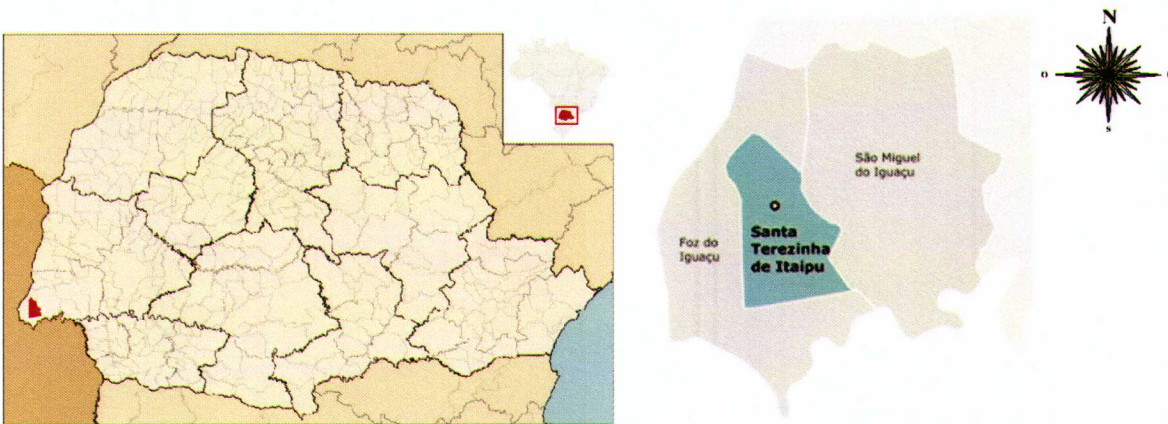 N
O
s
São Miguel
do Iguaçu
Santa
Terezinha
de Itaipu
Foz do
Iguaçu